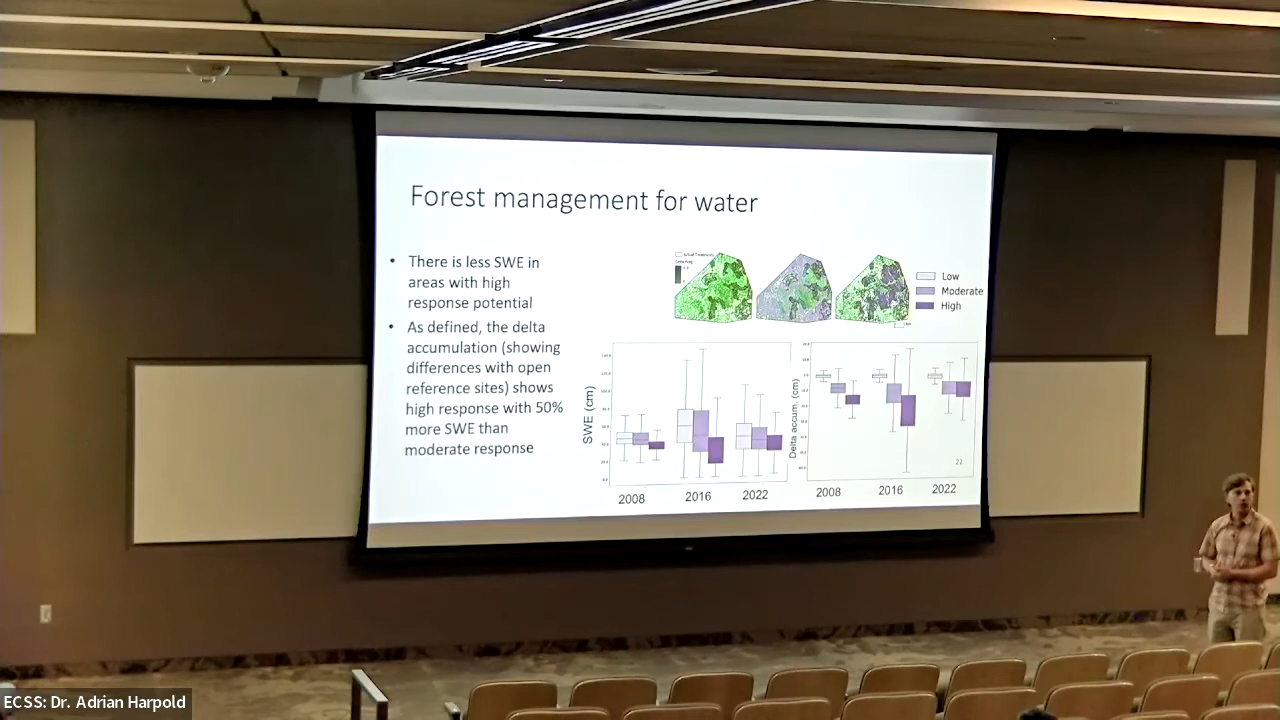 Forest management for water
• There is less SWE in
areas with high
response potential
• As defined, the delta
accumulation (showing
differences with open
reference sites) shows
high response with 50%
more SWE than
moderate response
Low
Moderate
High
SWE (cm)
2008 2016 2022
Delta accum. (cm)
22
2008 2016 2022
ECSS: Dr. Adrian Harpold